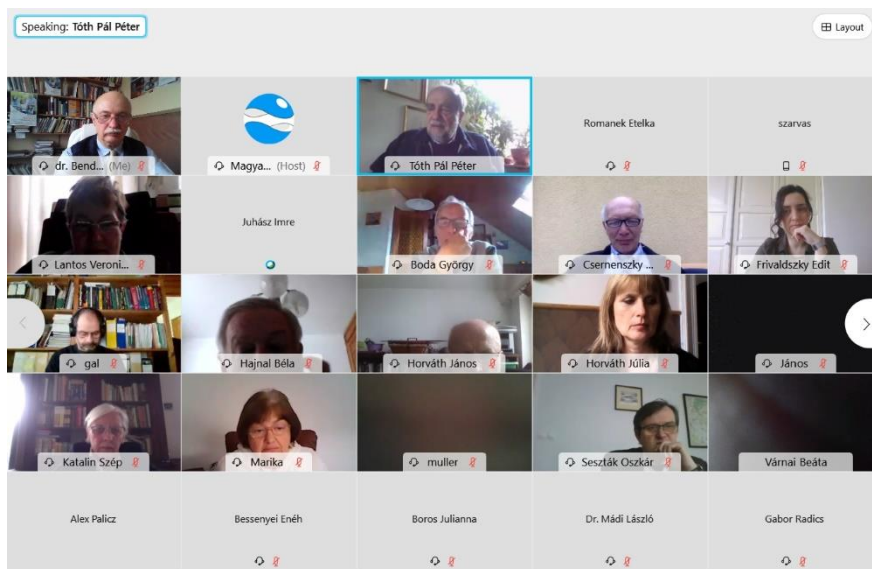 Speaking: Tóth Pál Péter
Layout
dr. Bend... (Me)
Magya... (Host)
Tóth Pál Péter
Romanek Etelka
szarvas
Lantos Veroni...
Juhász Imre
Boda György
Csernenszky ...
Frivaldszky Edit
gal
Hajnal Béla
Horváth János
Horváth Júlia
János
Katalin Szép
Marika
muller
Seszták Oszkár
Várnai Beáta
Alex Palicz
Bessenyei Enéh
Boros Julianna
Dr. Mádi László
Gabor Radics